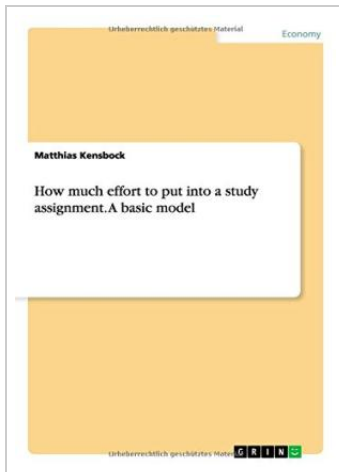 Urheberrechtlich geschütztes Material
Economy
Matthias Kensbock
How much effort to put into a study
assignment. A basic model
Urheberrechtlich geschütztes Mater
GRIN